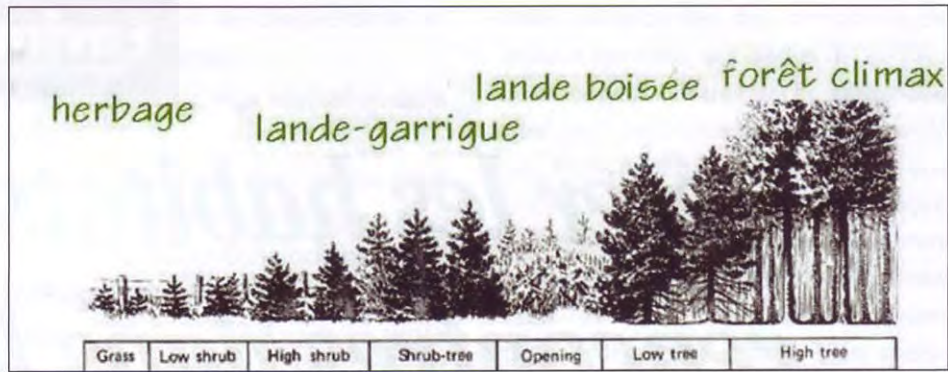 herbage
lande-garrigue
lande boisée
forêt climax
Grass Low shrub High shrub Shrub-tree Opening Low tree High tree